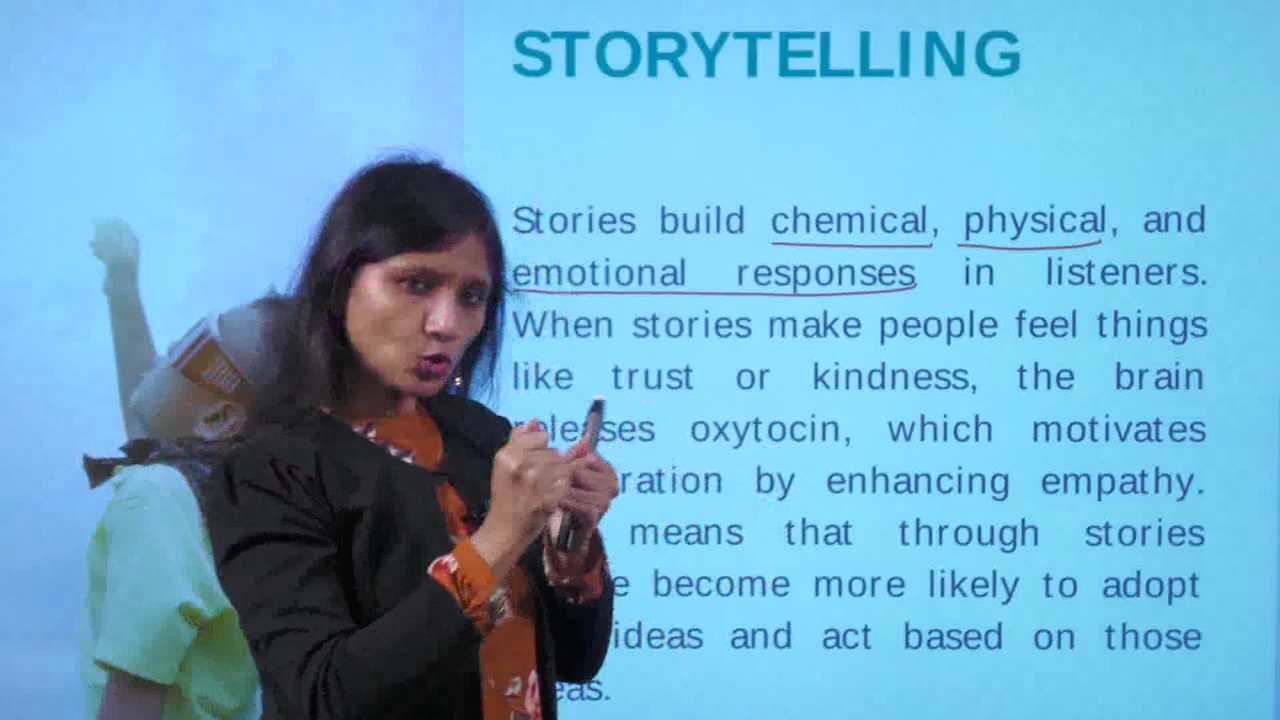 STORYTELLING
Stories build chemical, physical, and
emotional responses in listeners.
When stories make people feel things
like trust or kindness, the brain
releases oxytocin, which motivates
by enhancing empathy.
means that through stories
become more likely to adopt
ideas and act based on those